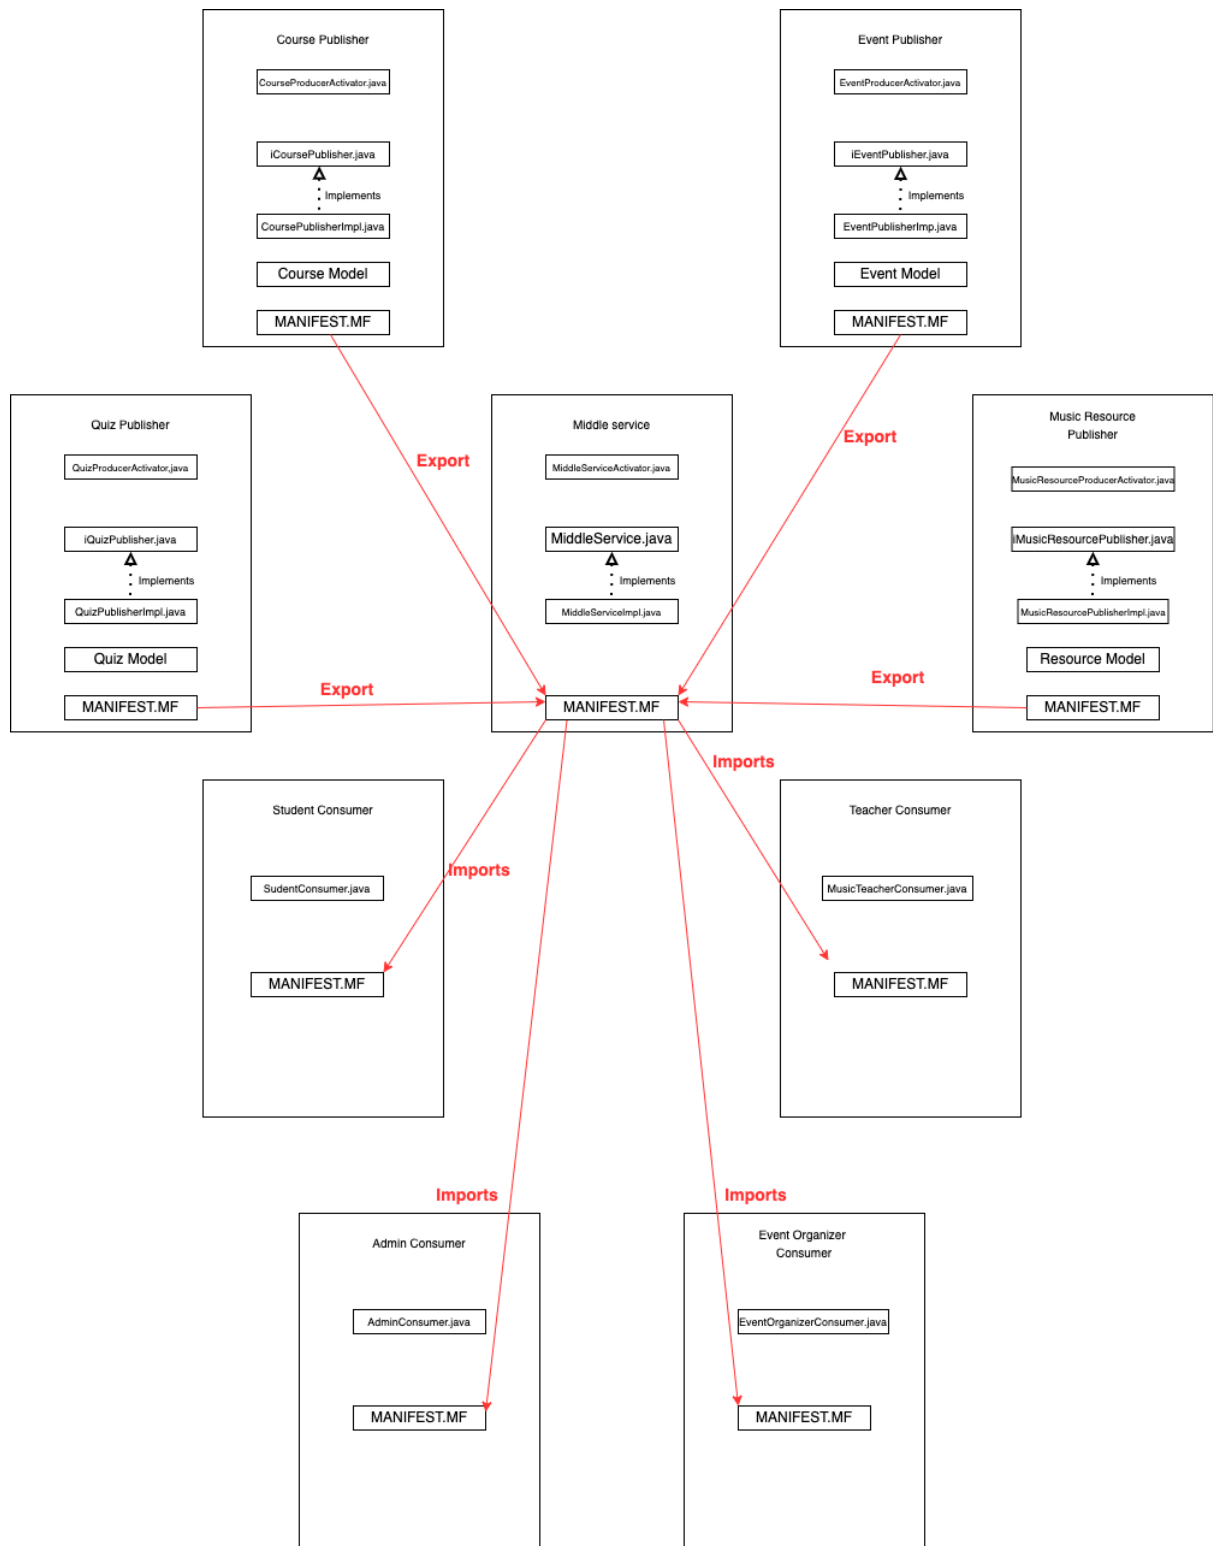 Course Publisher
CourseProducerActivator.java
iCoursePublisher.java
Implements
CoursePublisherImpl.java
Course Model
MANIFEST.MF
Event Publisher
EventProducerActivator.java
iEventPublisher.java
Implements
EventPublisherImp.java
Event Model
MANIFEST.MF
Quiz Publisher
QuizProducerActivator.java
iQuizPublisher.java
Implements
QuizPublisherImpl.java
Quiz Model
MANIFEST.MF
Export
Export
Middle service
MiddleServiceActivator.java
MiddleService.java
Implements
MiddleServiceImpl.java
MANIFEST.MF
Export
Export
Music Resource
Publisher
MusicResourceProducerActivator.java
iMusicResourcePublisher.java
Implements
MusicResourcePublisherImpl.java
Resource Model
MANIFEST.MF
Student Consumer
SudentConsumer.java
MANIFEST.MF
Imports
Imports
Teacher Consumer
MusicTeacherConsumer.java
MANIFEST.MF
Imports
Admin Consumer
AdminConsumer.java
MANIFEST.MF
Imports
Event Organizer
Consumer
EventOrganizerConsumer.java
MANIFEST.MF